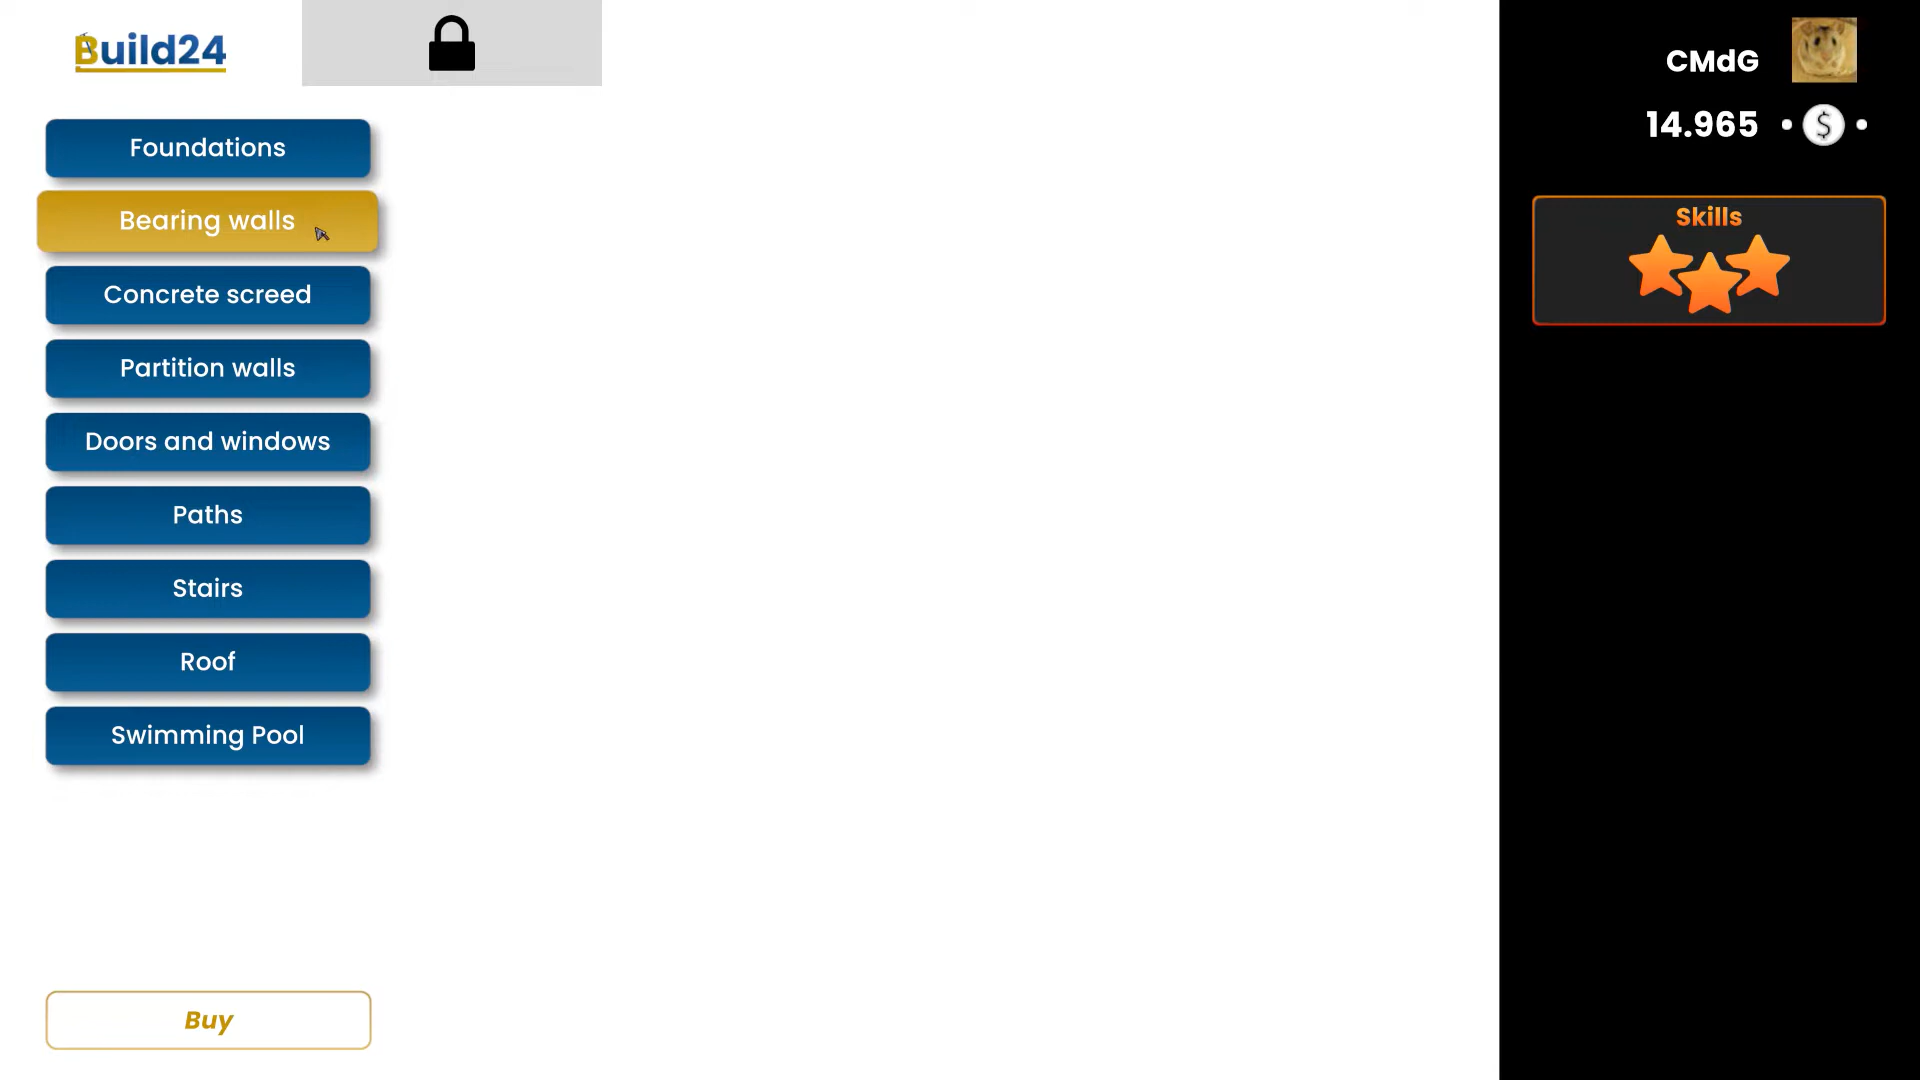 Build24
CMdG
14.965
$
Skills
Foundations
Bearing walls
Concrete screed
Partition walls
Doors and windows
Paths
Stairs
Roof
Swimming Pool
Buy